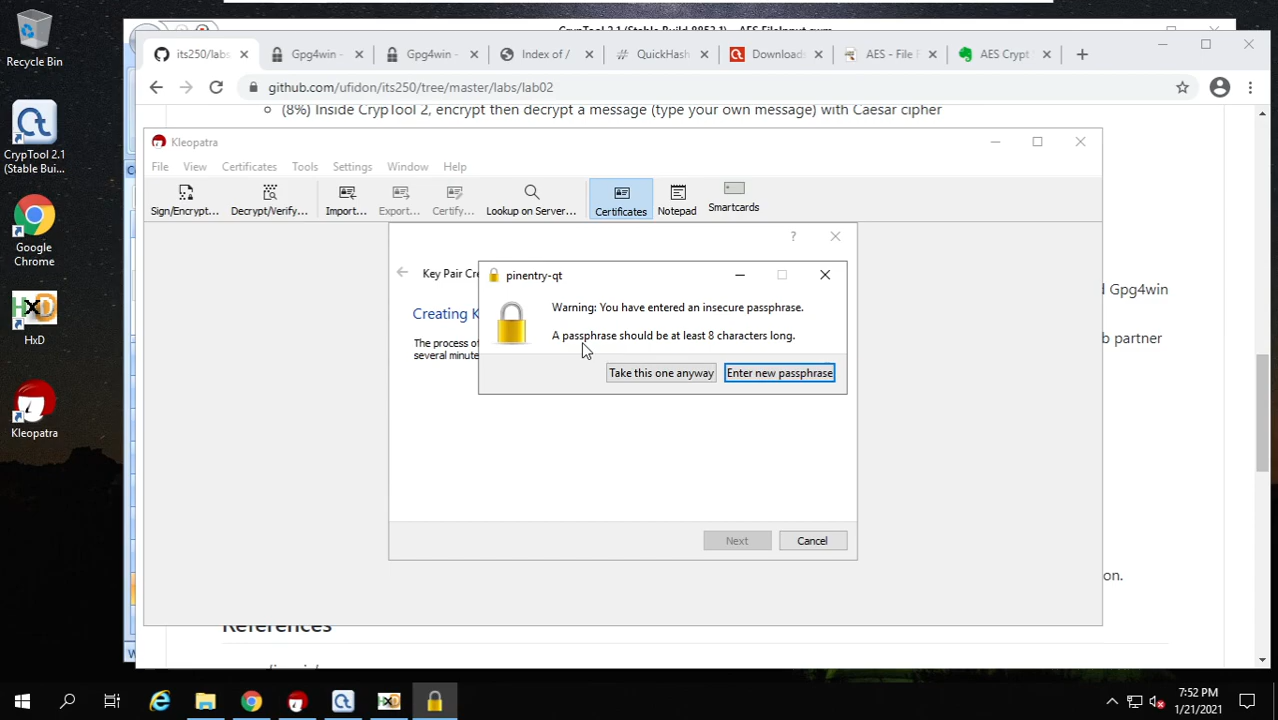 Recycle Bin
CrypTool 2.1
(Stable Bui...
Google
Chrome
HxD
Kleopatra
its250/labs
Gpg4win -
Gpg4win -
Index of /
QuickHash
Downloads
AES - File F
AES Crypt
github.com/ufidon/its250/tree/master/labs/lab02
(8%) Inside CrypTool 2, encrypt then decrypt a message (type your own message) with Caesar cipher
Kleopatra
File View Certificates Tools Settings Window Help
Sign/Encrypt... Decrypt/Verify... Import... Export... Certify... Lookup on Server... Certificates Notepad Smartcards
?
Key Pair Cre
Creating K
The process of
several minute
pinentry-qt
Warning: You have entered an insecure passphrase.
A passphrase should be at least 8 characters long.
Take this one anyway Enter new passphrase
Next Cancel
d Gpg4win
b partner
on.
References
7:52 PM
1/21/2021